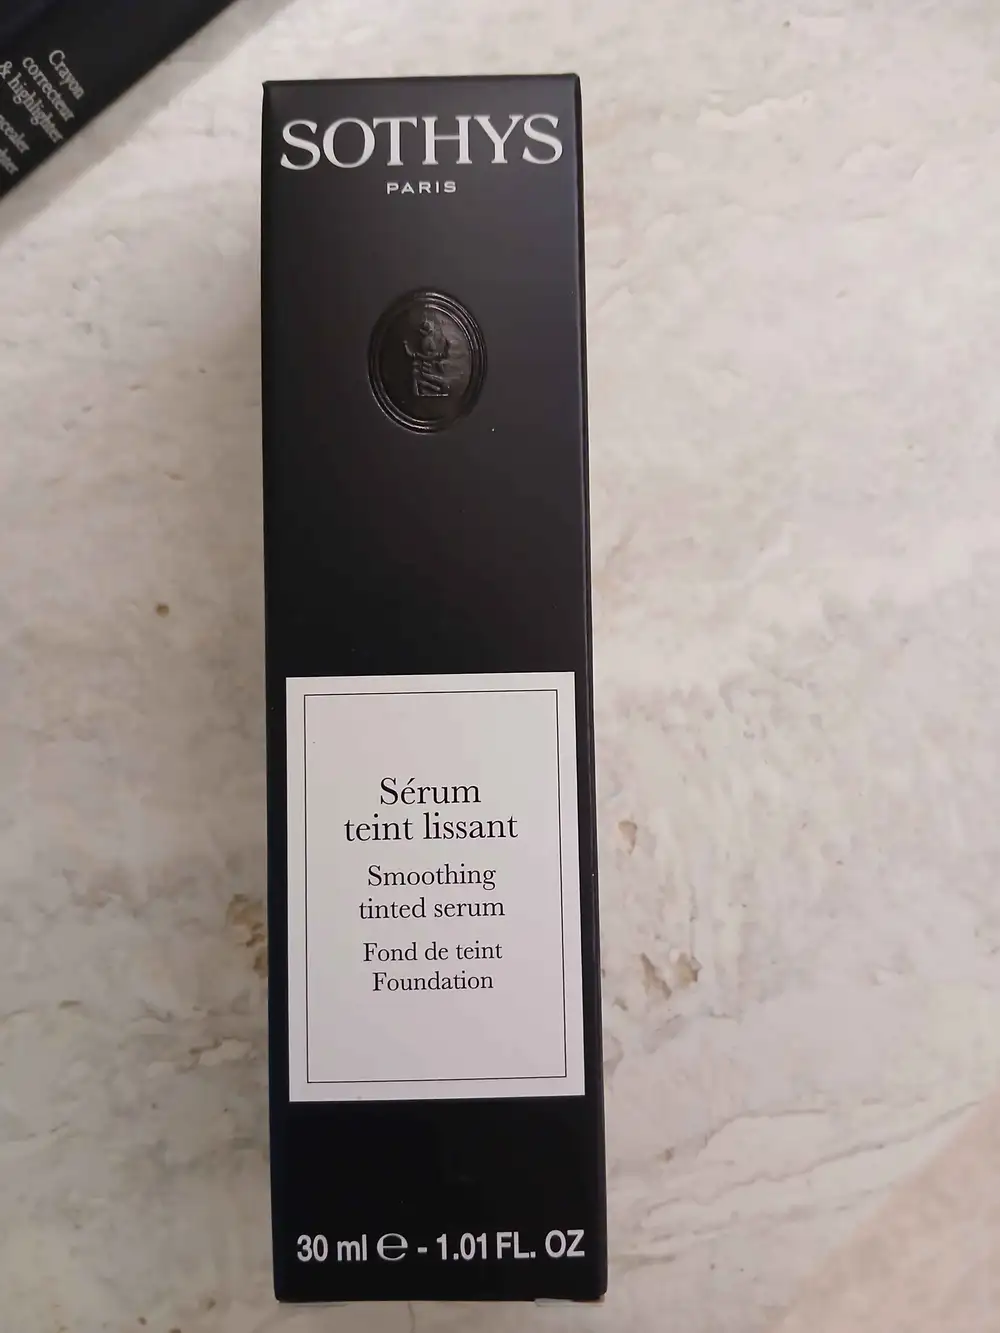 Crayon
correcteur
& highlighter
SOTHYS
PARIS
Sérum
teint lissant
Smoothing
tinted serum
Fond de teint
Foundation
30 ml ℮ - 1.01 FL. OZ